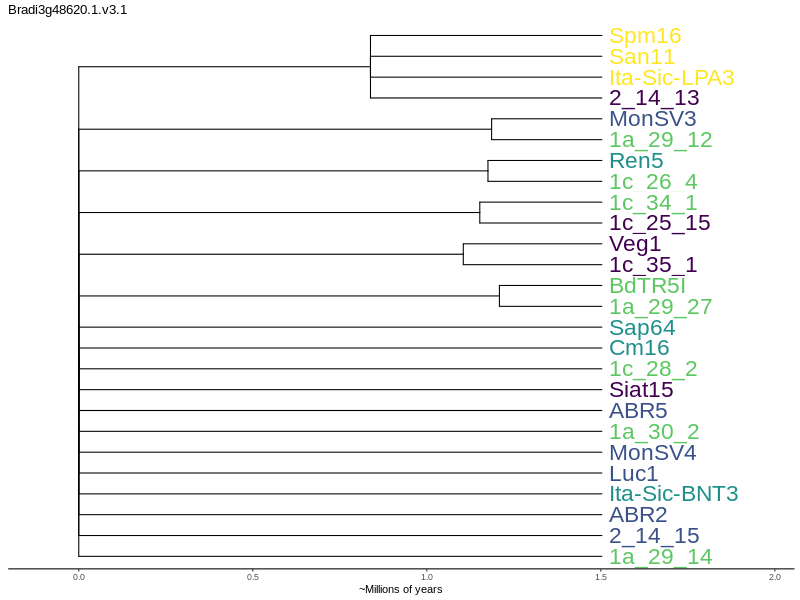 Bradi3g48620.1.v3.1
Spm16
San11
Ita-Sic-LPA3
2_14_13
MonSV3
1a_29_12
Ren5
1c_26_4
1c_34_1
1c_25_15
Veg1
1c_35_1
BdTR5I
1a_29_27
Sap64
Cm16
1c_28_2
Siat15
ABR5
1a_30_2
MonSV4
Luc1
Ita-Sic-BNT3
ABR2
2_14_15
1a_29_14
0.0 0.5 1.0 1.5 2.0
~Millions of years